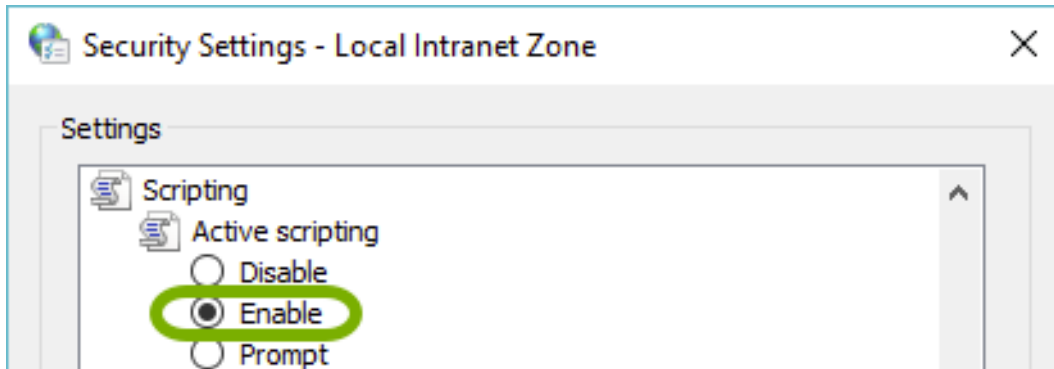 Security Settings - Local Intranet Zone
Settings
Scripting
Active scripting
Disable
Enable
Prompt